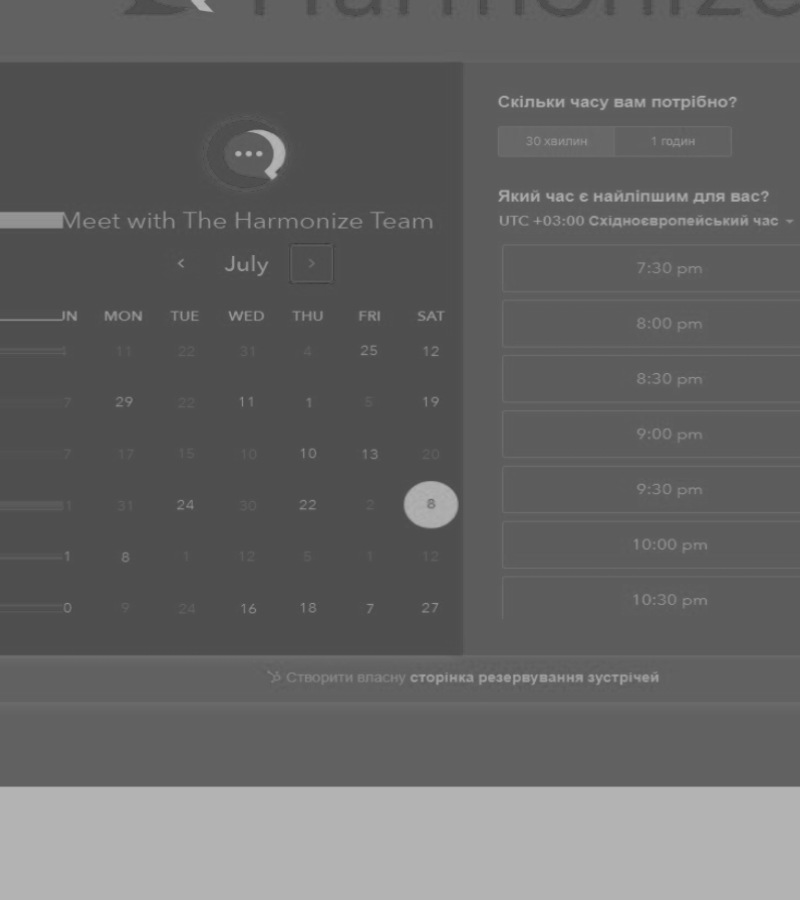 Harmonize
Meet with The Harmonize Team
July
MON TUE WED THU FRI SAT
11 22 31 4 25 12
7 29 22 11 1 5 19
7 17 15 10 10 13 20
31 24 30 22 2 8
1 8 1 12 5 1 12
0 9 24 16 18 7 27
Скільки часу вам потрібно?
30 хвилин 1 годин
Який час є найліпшим для вас?
UTC +03:00 Східноєвропейський час
7:30 pm
8:00 pm
8:30 pm
9:00 pm
9:30 pm
10:00 pm
10:30 pm
Створити власну сторінка резервування зустрічей